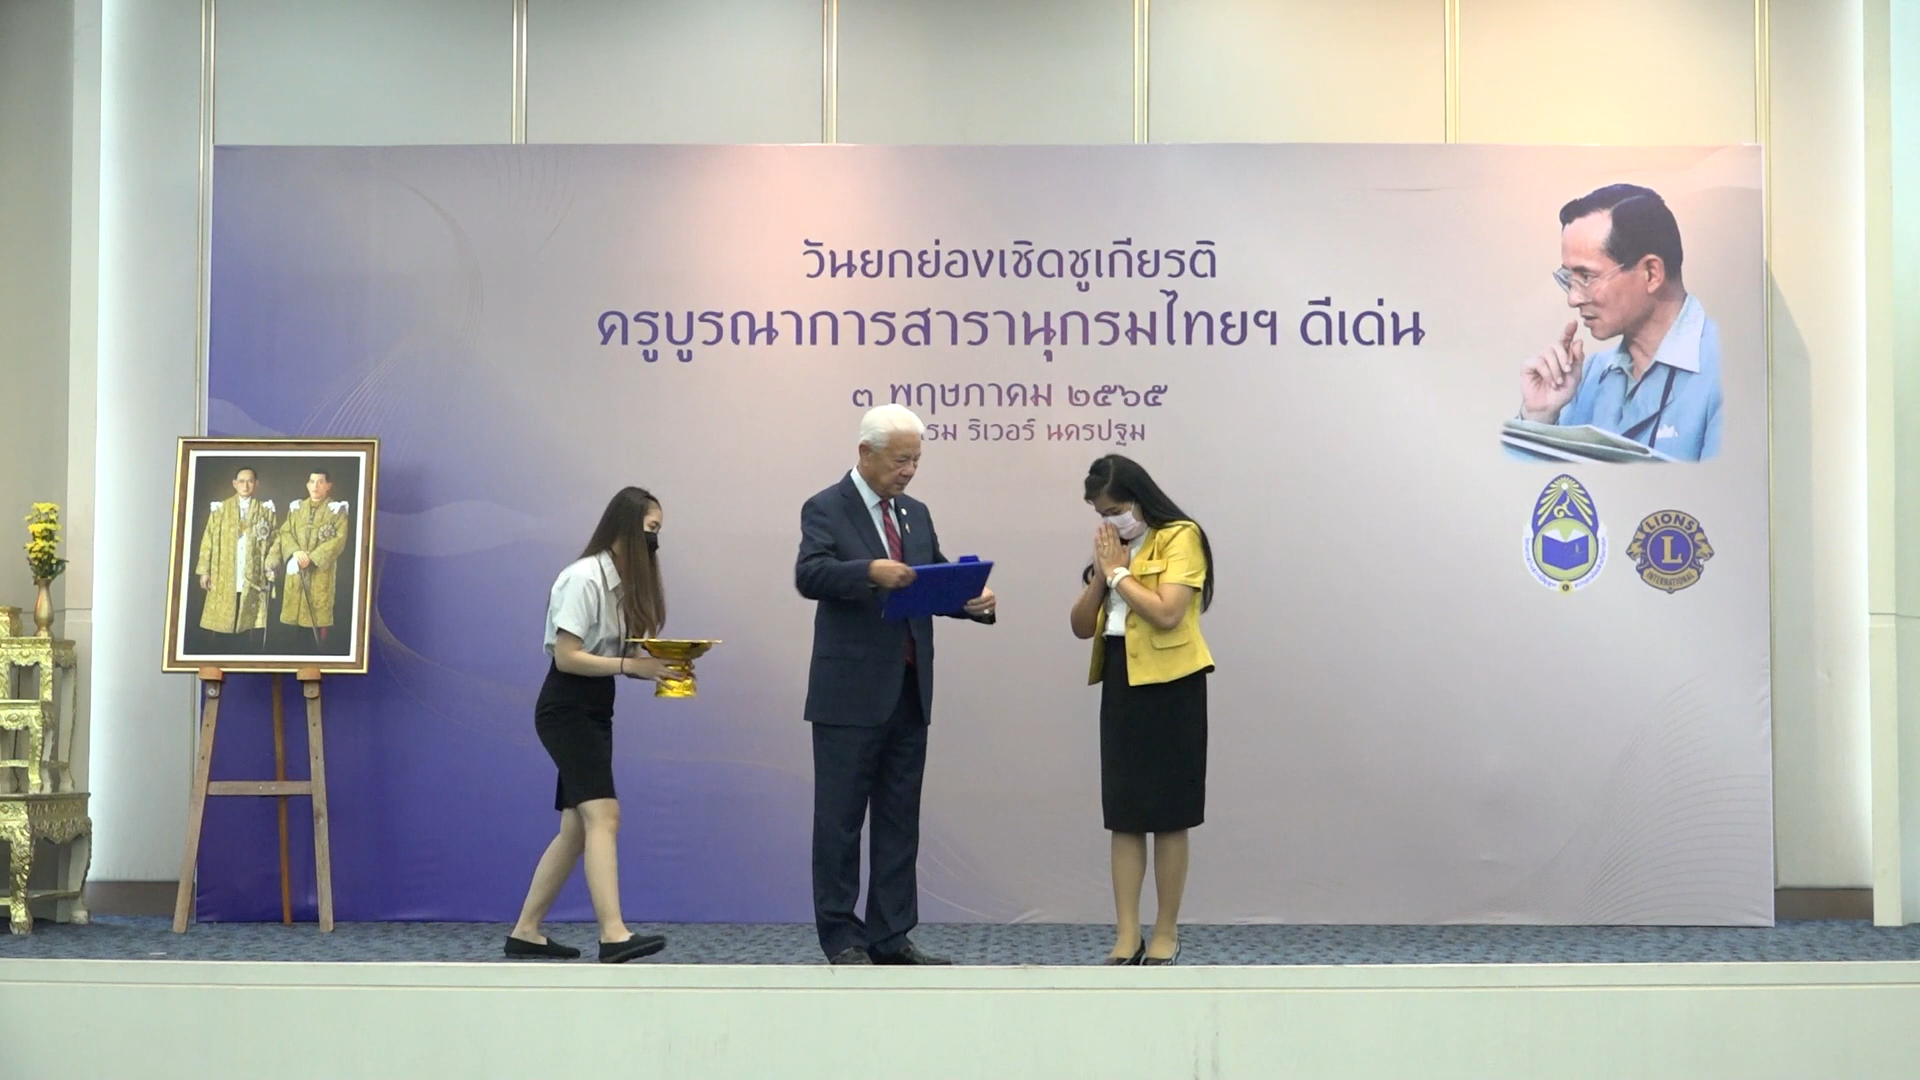 วันยกย่องเชิดชูเกียรติ
ครูบูรณาการสารานุกรมไทยฯ ดีเด่น
๓ พฤษภาคม ๒๕๖๕
ริเวอร์ นครปฐม
LIONS
L
INTERNATIONAL